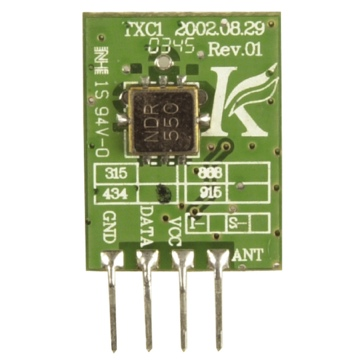 TXC1 2002.08.29
0345 Rev.01
1S 94V-0
NDR
550
K
315 868
434 915
GND
DATA
VCC
ANT